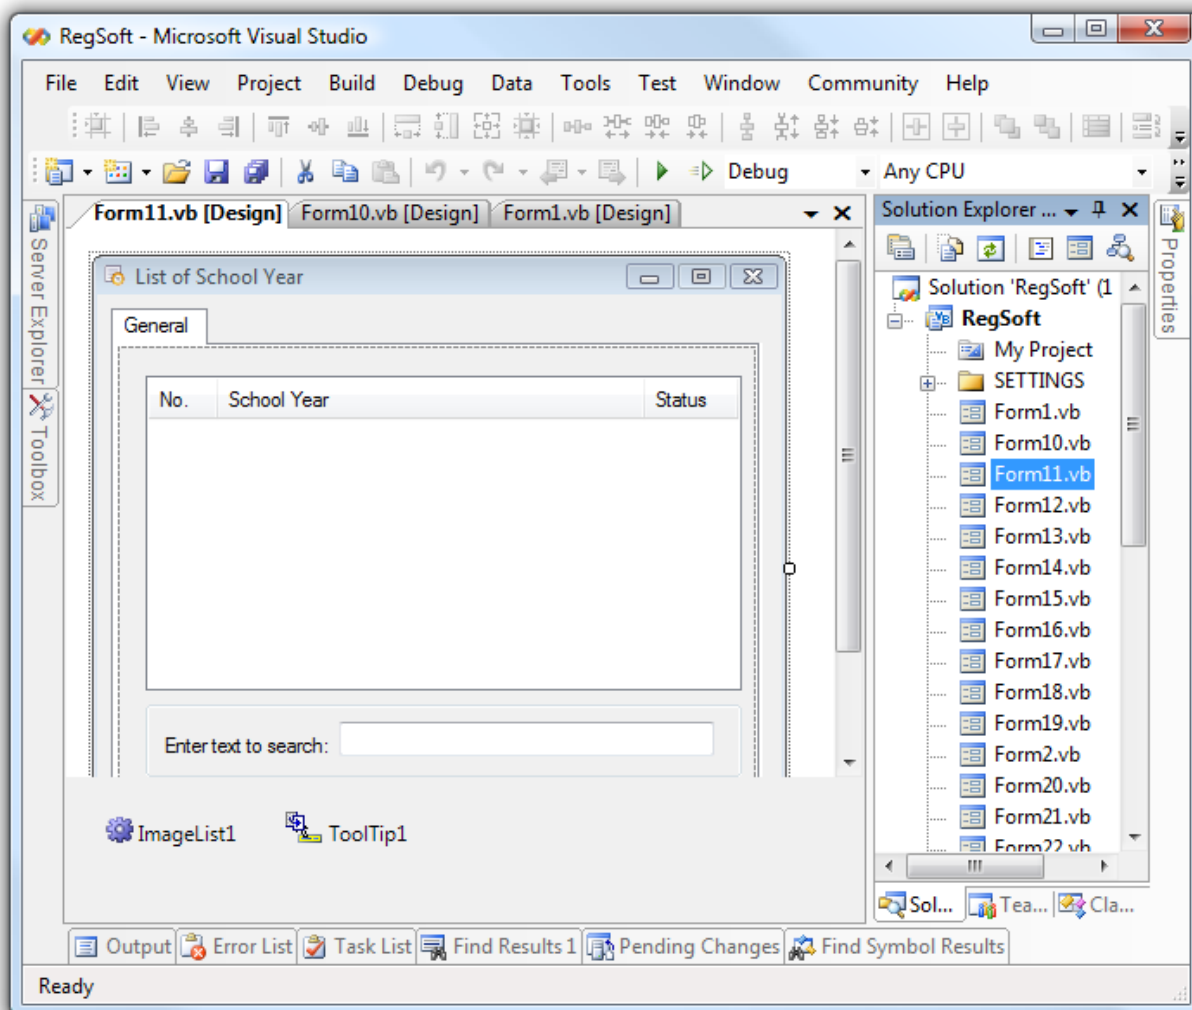 RegSoft - Microsoft Visual Studio
File Edit View Project Build Debug Data Tools Test Window Community Help
Debug Any CPU
Server Explorer
Toolbox
Form11.vb [Design] Form10.vb [Design] Form1.vb [Design]
List of School Year
General
No. School Year Status
Enter text to search:
ImageList1 ToolTip1
Solution Explorer ...
Solution 'RegSoft' (1
RegSoft
My Project
SETTINGS
Form1.vb
Form10.vb
Form11.vb
Form12.vb
Form13.vb
Form14.vb
Form15.vb
Form16.vb
Form17.vb
Form18.vb
Form19.vb
Form2.vb
Form20.vb
Form21.vb
Form22.vb
Sol... Tea... Cla...
Properties
Output Error List Task List Find Results 1 Pending Changes Find Symbol Results
Ready